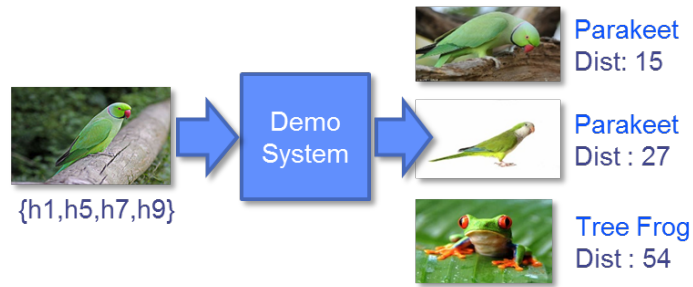 {h1,h5,h7,h9}
Demo
System
Parakeet
Dist: 15
Parakeet
Dist : 27
Tree Frog
Dist : 54